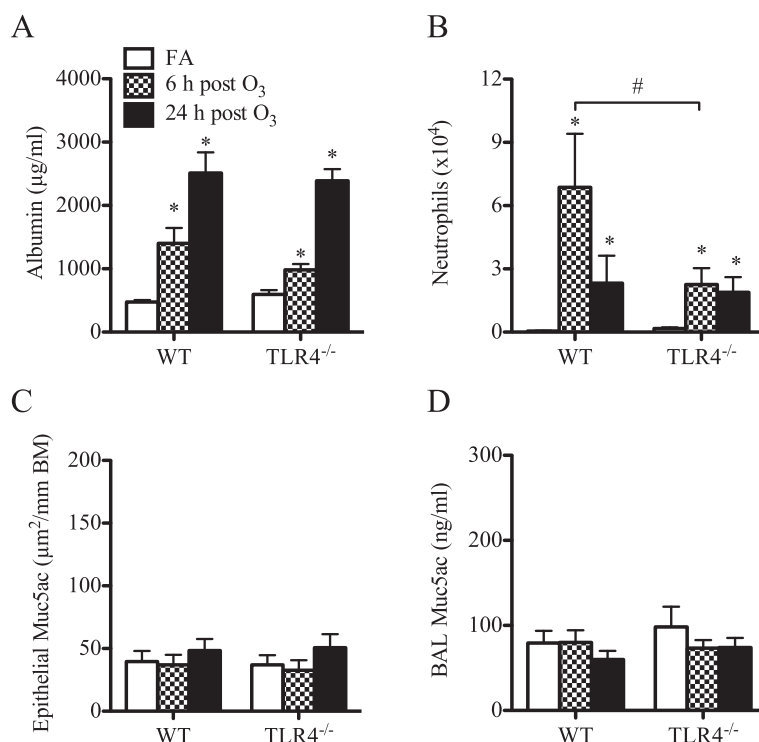 A
FA
6 h post O3
24 h post O3
Albumin (μg/ml)
4000
3000
2000
1000
0
*
*
*
*
WT
TLR4-/-
B
Neutrophils (x10⁴)
12
9
6
3
0
#
*
*
*
*
WT
TLR4-/-
C
Epithelial Muc5ac (μm²/mm BM)
200
150
100
50
0
WT
TLR4-/-
D
BAL Muc5ac (ng/ml)
300
200
100
0
WT
TLR4-/-